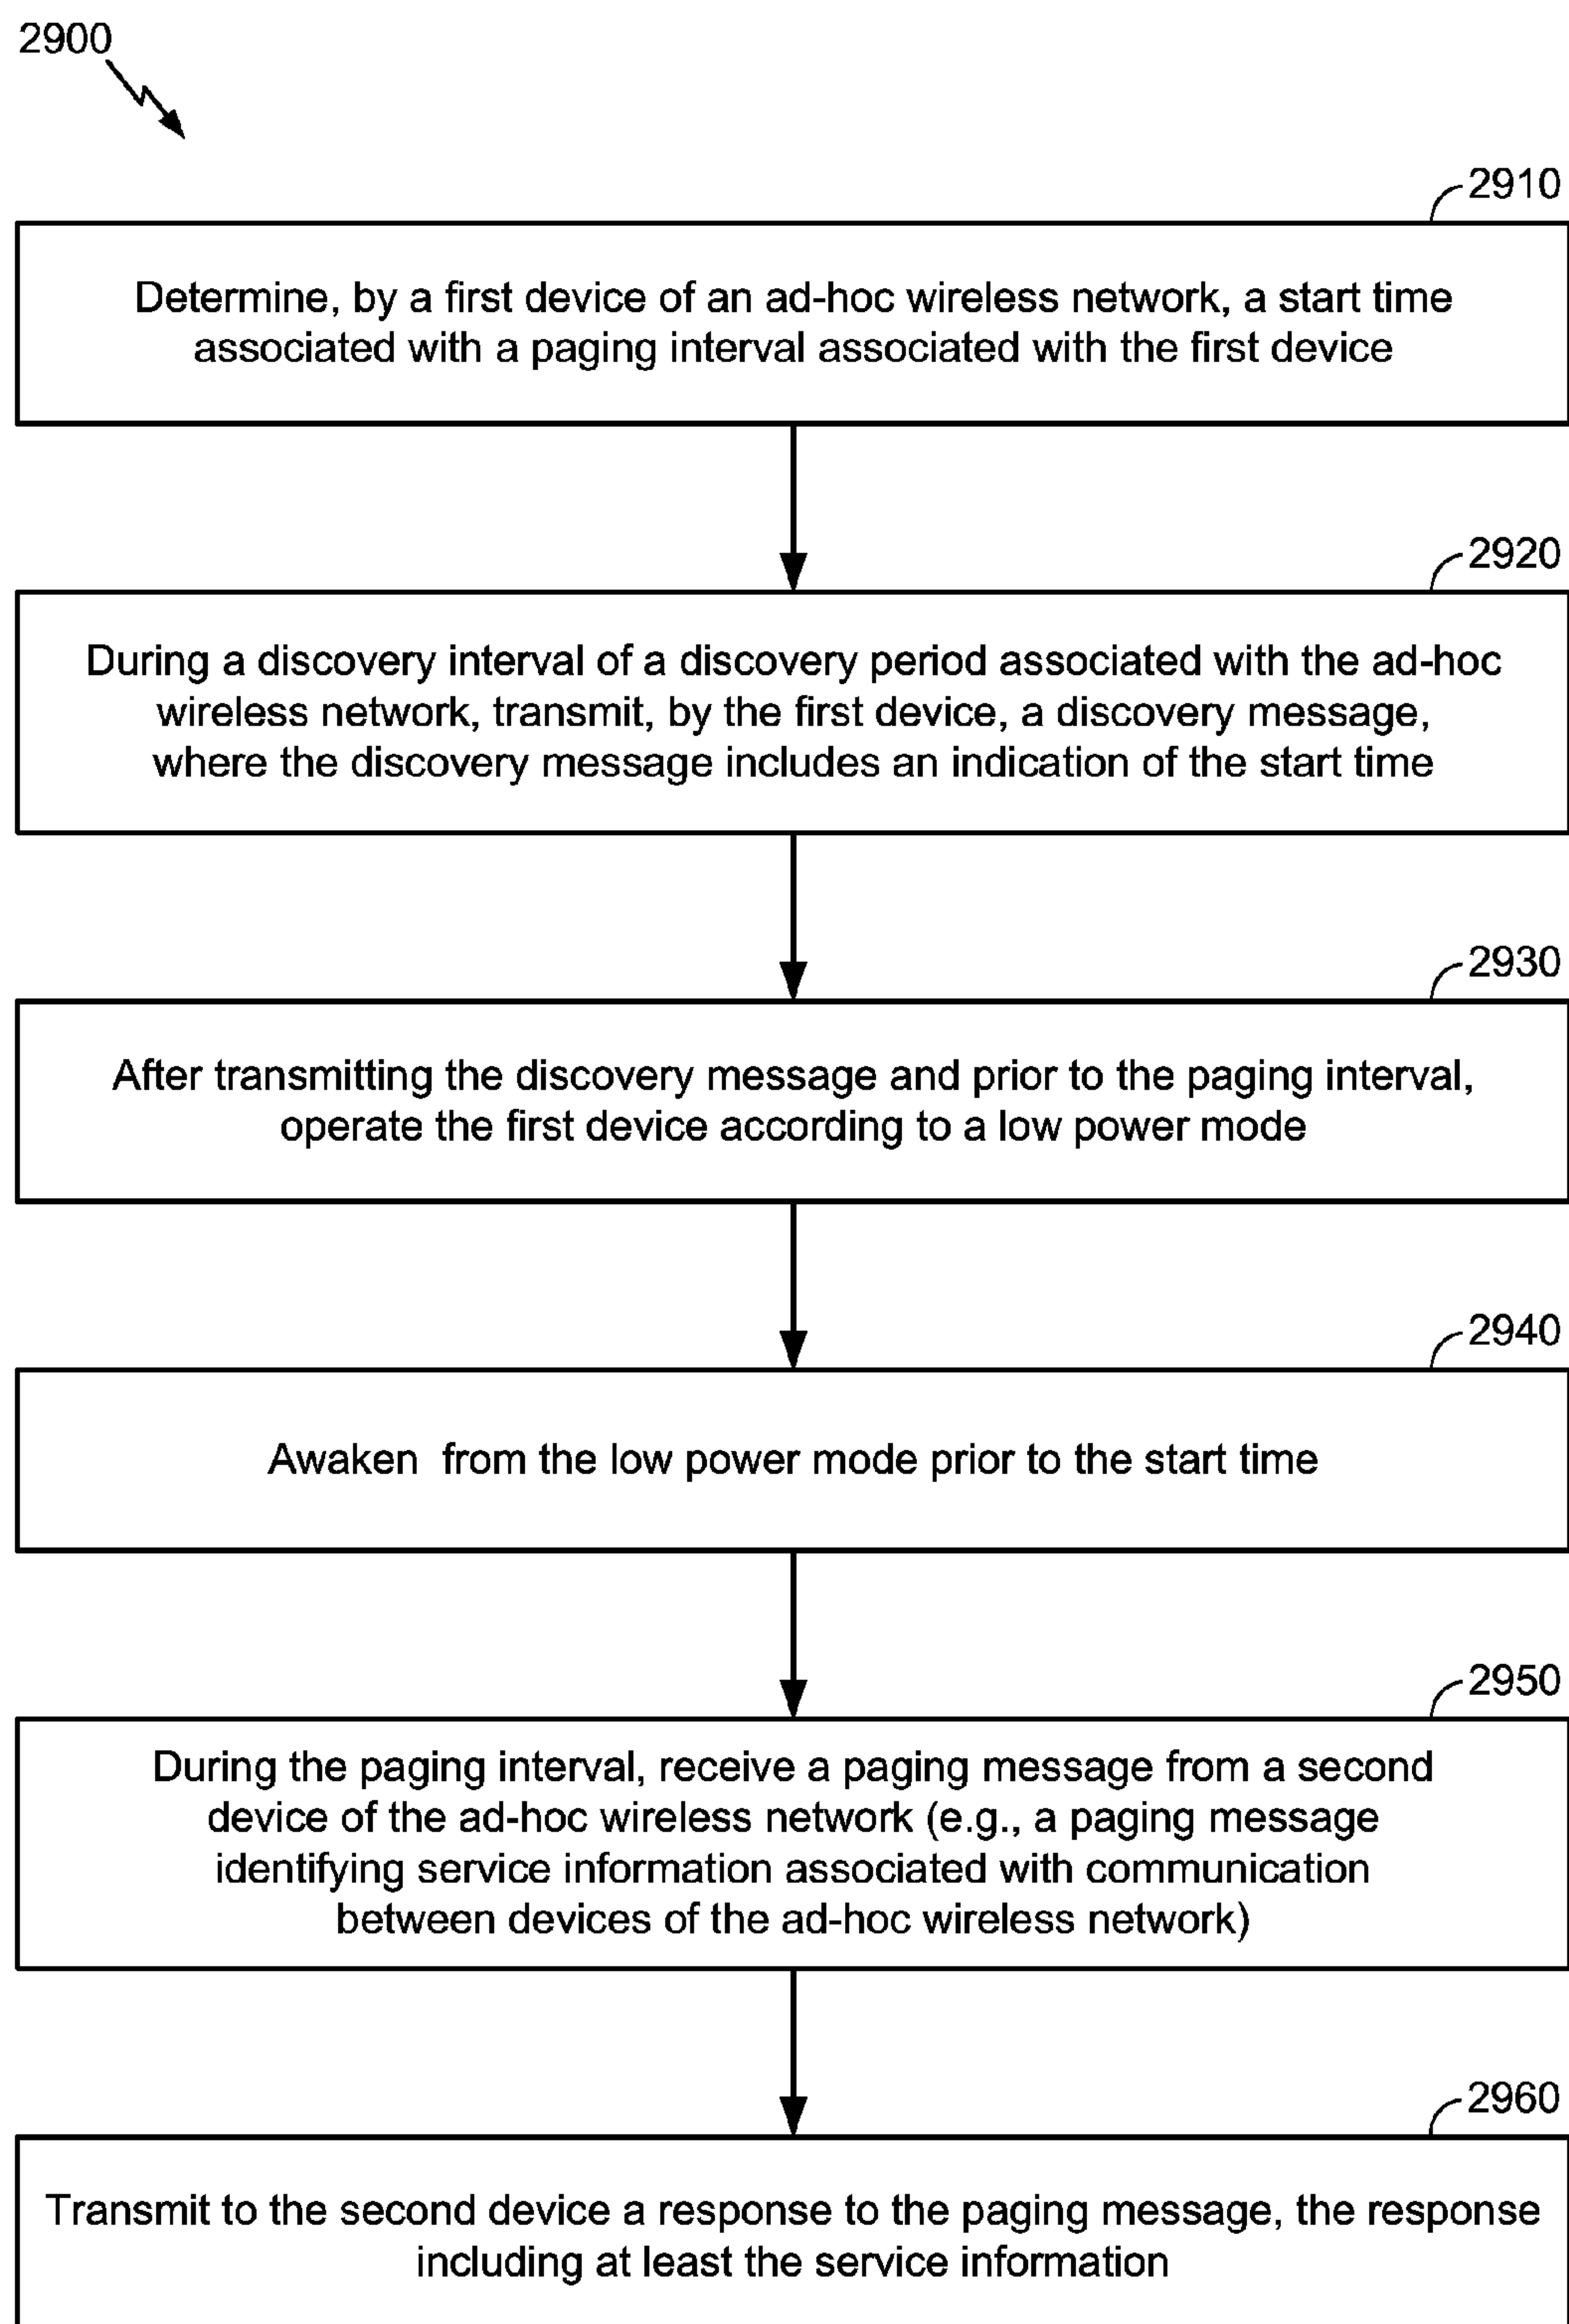 2900
2910
Determine, by a first device of an ad-hoc wireless network, a start time
associated with a paging interval associated with the first device
2920
During a discovery interval of a discovery period associated with the ad-hoc
wireless network, transmit, by the first device, a discovery message,
where the discovery message includes an indication of the start time
2930
After transmitting the discovery message and prior to the paging interval,
operate the first device according to a low power mode
2940
Awaken from the low power mode prior to the start time
2950
During the paging interval, receive a paging message from a second
device of the ad-hoc wireless network (e.g., a paging message
identifying service information associated with communication
between devices of the ad-hoc wireless network)
2960
Transmit to the second device a response to the paging message, the response
including at least the service information